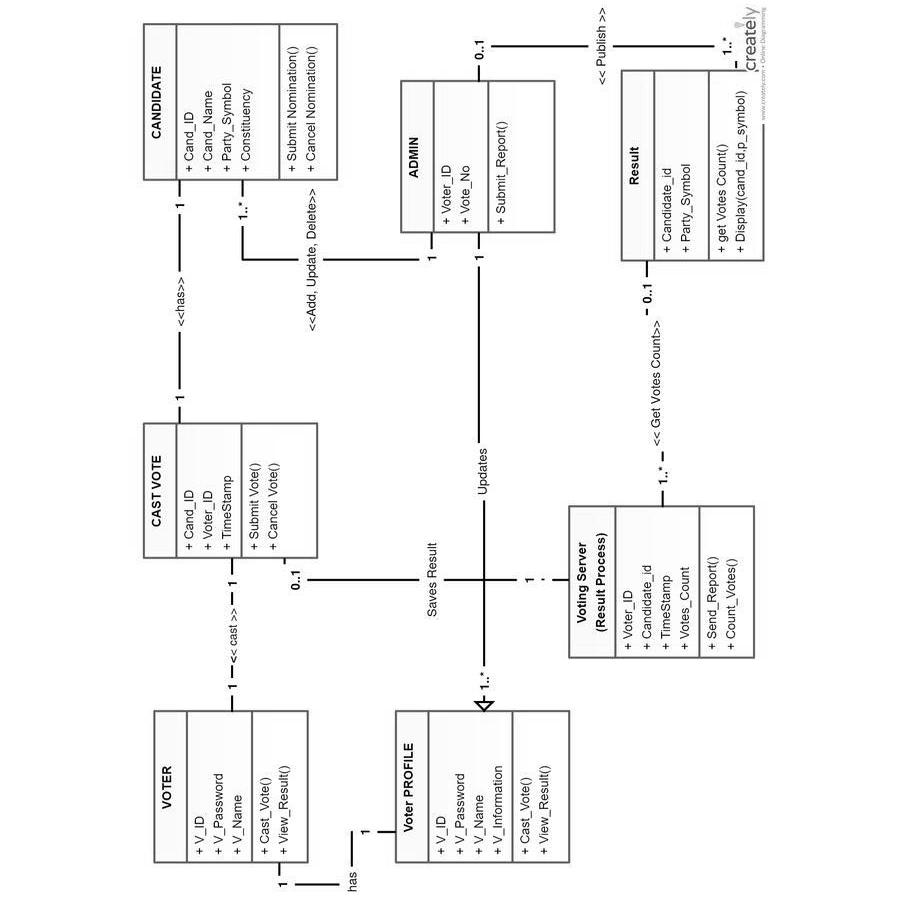 VOTER
+ V_ID
+ V_Password
+ V_Name
+ Cast_Vote()
+ View_Result()
1
<< cast >>
1
CAST VOTE
+ Cand_ID
+ Voter_ID
+ TimeStamp
+ Submit Vote()
+ Cancel Vote()
1
<<has>>
1
CANDIDATE
+ Cand_ID
+ Cand_Name
+ Party_Symbol
+ Constituency
+ Submit Nomination()
+ Cancel Nomination()
1..*
<<Add, Update, Delete>>
1
1
has
1
Voter PROFILE
+ V_ID
+ V_Password
+ V_Name
+ V_Information
+ Cast_Vote()
+ View_Result()
1..*
Updates
1
ADMIN
+ Voter_ID
+ Vote_No
+ Submit_Report()
0..1
<< Publish >>
1..*
0..1
Saves Result
1
Voting Server
(Result Process)
+ Voter_ID
+ Candidate_id
+ TimeStamp
+ Votes_Count
+ Send_Report()
+ Count_Votes()
1..*
<< Get Votes Count>>
0..1
Result
+ Candidate_id
+ Party_Symbol
+ get Votes Count()
+ Display(cand_id,p_symbol)
creately
www.creately.com • Online Diagramming